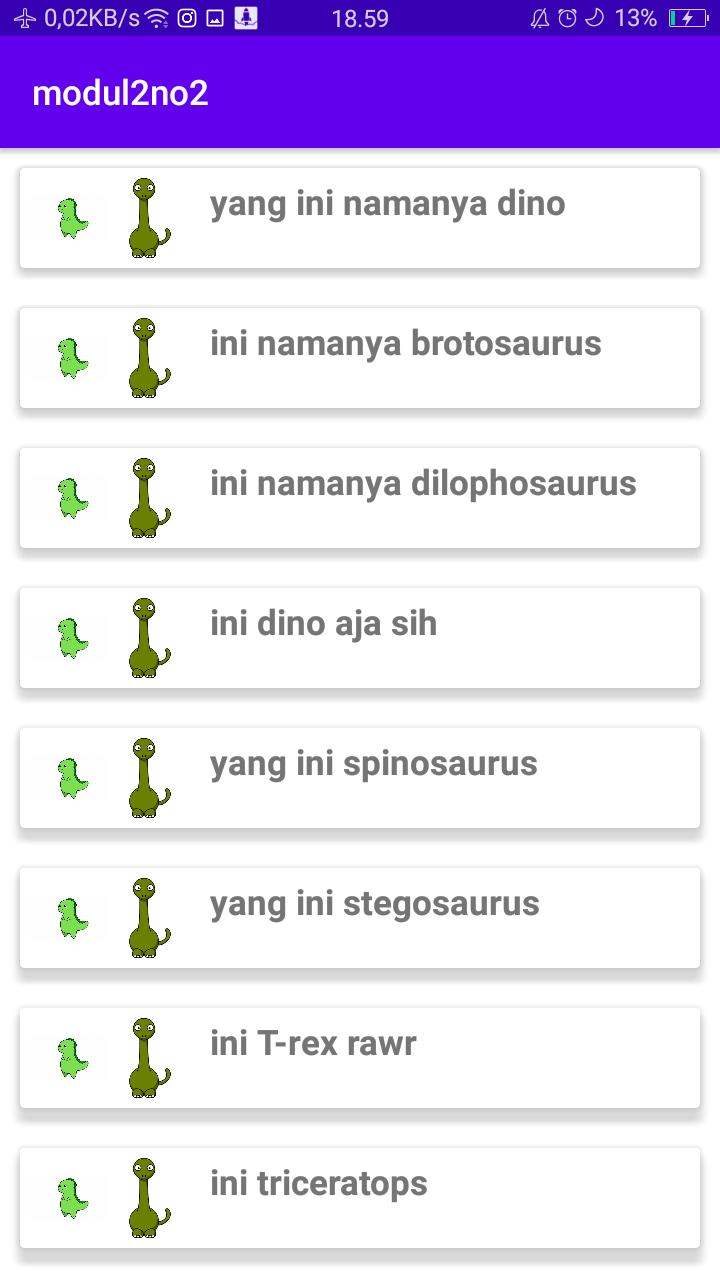 0,02KB/s 18.59 13%
modul2no2
yang ini namanya dino
ini namanya brotosaurus
ini namanya dilophosaurus
ini dino aja sih
yang ini spinosaurus
yang ini stegosaurus
ini T-rex rawr
ini triceratops